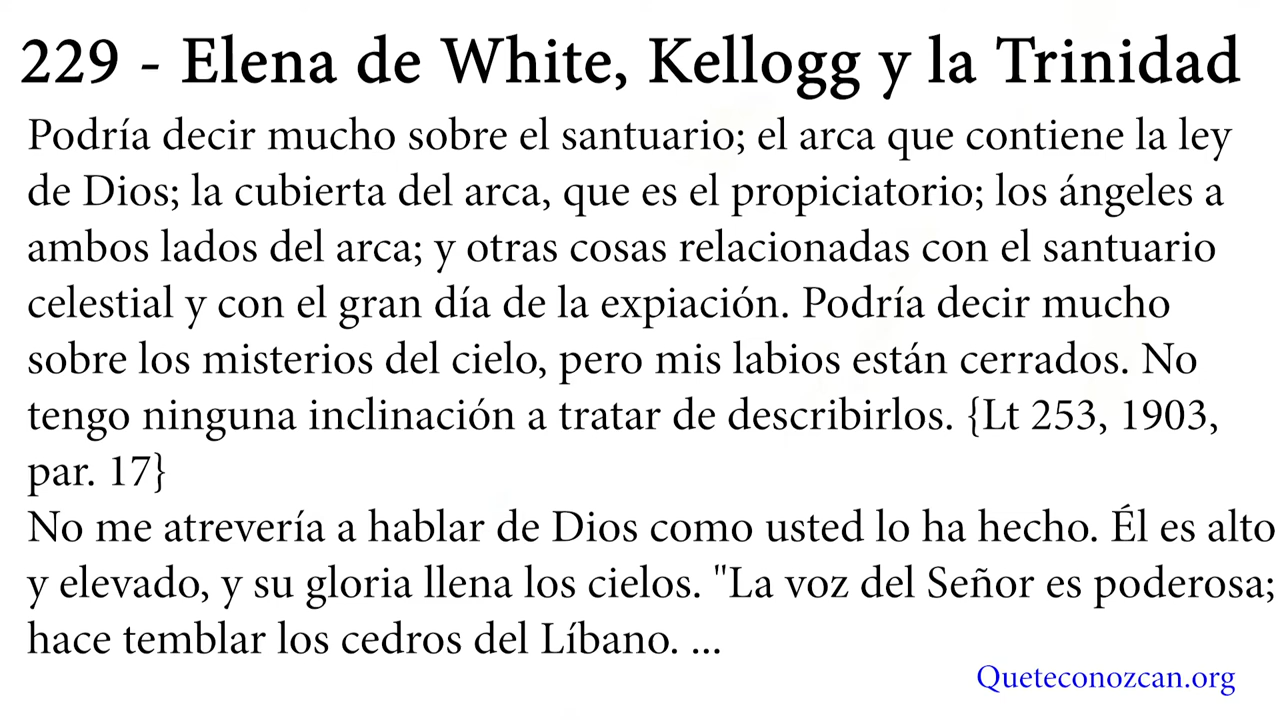 229 - Elena de White, Kellogg y la Trinidad
Podría decir mucho sobre el santuario; el arca que contiene la ley
de Dios; la cubierta del arca, que es el propiciatorio; los ángeles a
ambos lados del arca; y otras cosas relacionadas con el santuario
celestial y con el gran día de la expiación. Podría decir mucho
sobre los misterios del cielo, pero mis labios están cerrados. No
tengo ninguna inclinación a tratar de describirlos. {Lt 253, 1903,
par. 17}
No me atrevería a hablar de Dios como usted lo ha hecho. Él es alto
y elevado, y su gloria llena los cielos. "La voz del Señor es poderosa;
hace temblar los cedros del Líbano. ...
Queteconozcan.org